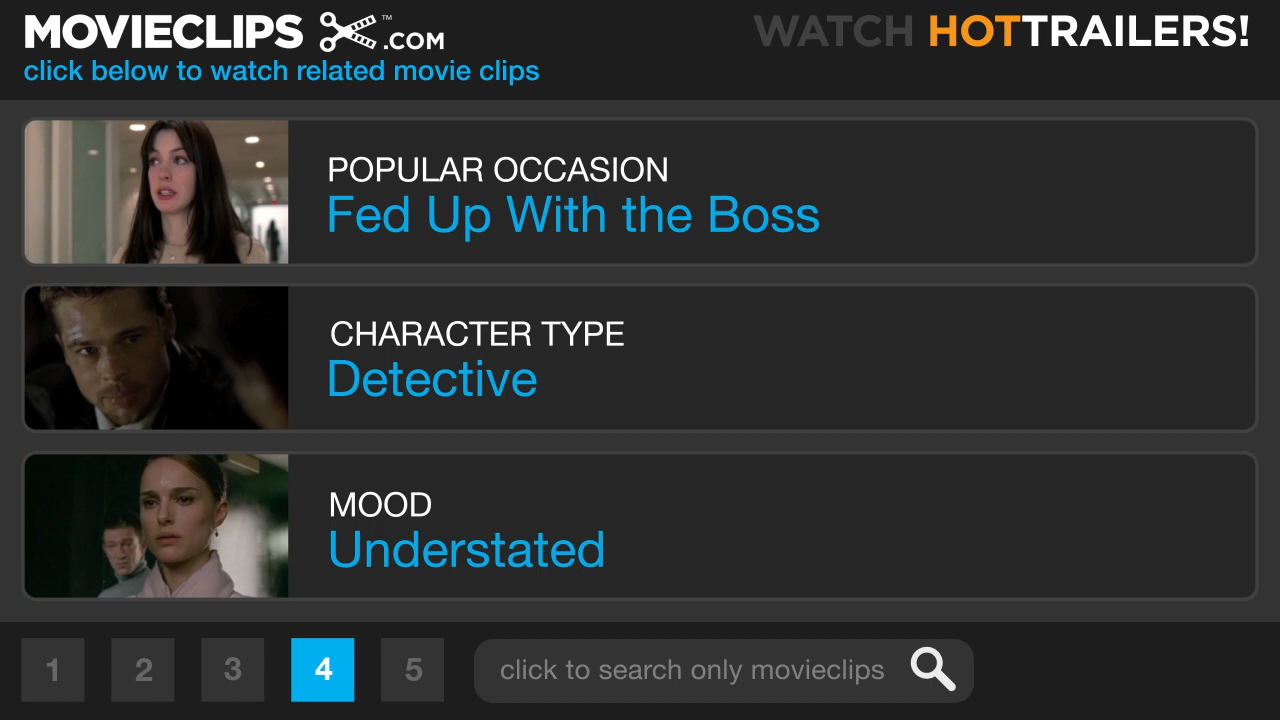 MOVIECLIPS ™ .COM
WATCH HOTTRAILERS!
click below to watch related movie clips
POPULAR OCCASION
Fed Up With the Boss
CHARACTER TYPE
Detective
MOOD
Understated
1 2 3 4 5 click to search only movieclips